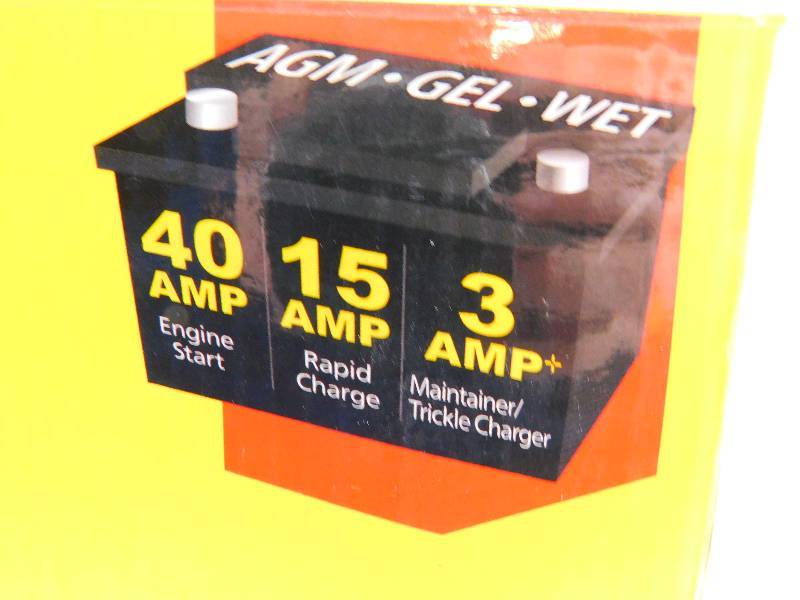 AGM • GEL • WET
40
AMP
Engine
Start
15
AMP
Rapid
Charge
3
AMP+
Maintainer/
Trickle Charger